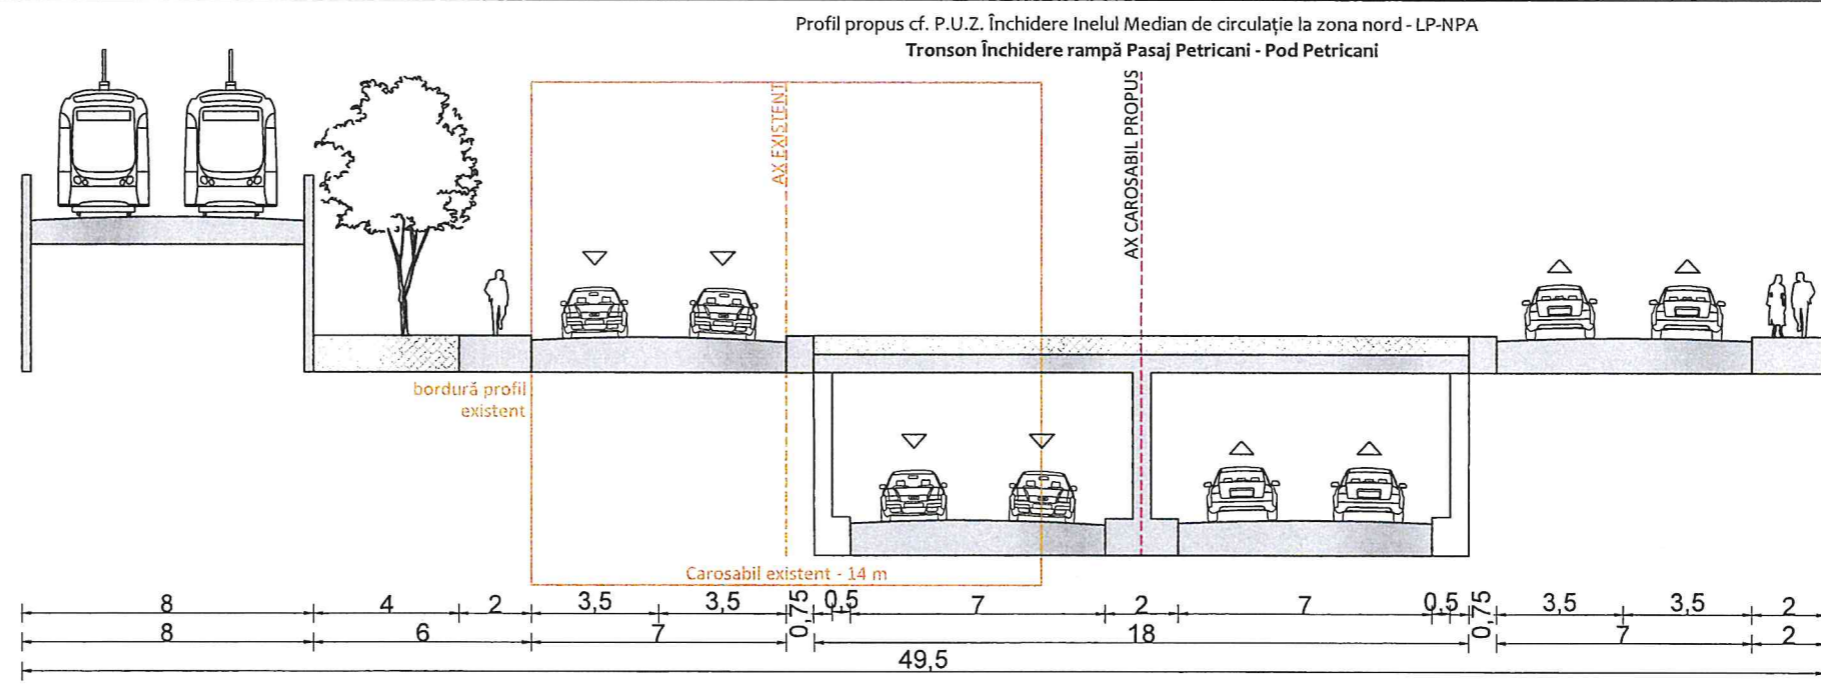 Profil propus cf. P.U.Z. Închidere Inelul Median de circulație la zona nord - LP-NPA
Tronson Închidere rampă Pasaj Petricani - Pod Petricani
AX EXISTENT
AX CAROSABIL PROPUS
bordură profil
existent
Carosabil existent - 14 m
8 4 2 3,5 3,5 0,75 0,5 7 2 7 0,5 0,75 3,5 3,5 2
8 6 7 18 7 2
49,5